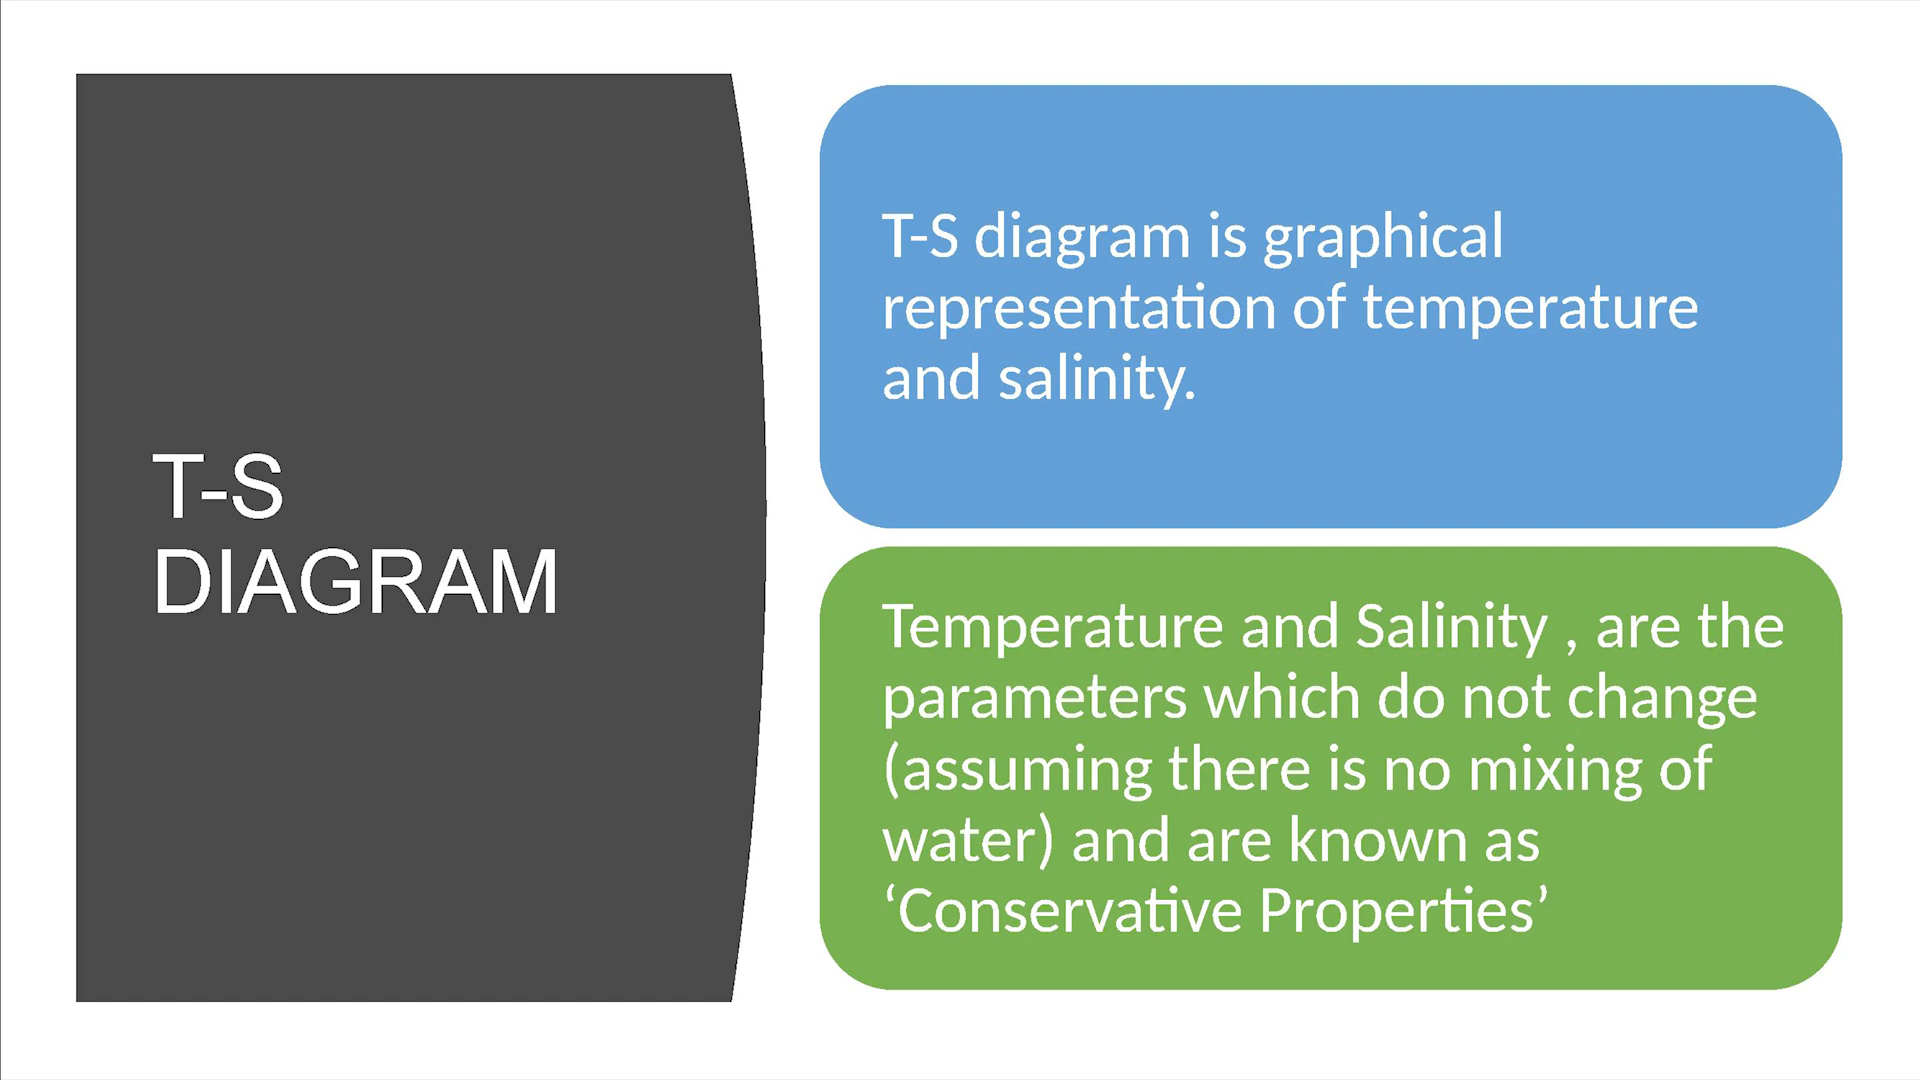 T-S
DIAGRAM
T-S diagram is graphical
representation of temperature
and salinity.
Temperature and Salinity , are the
parameters which do not change
(assuming there is no mixing of
water) and are known as
‘Conservative Properties’